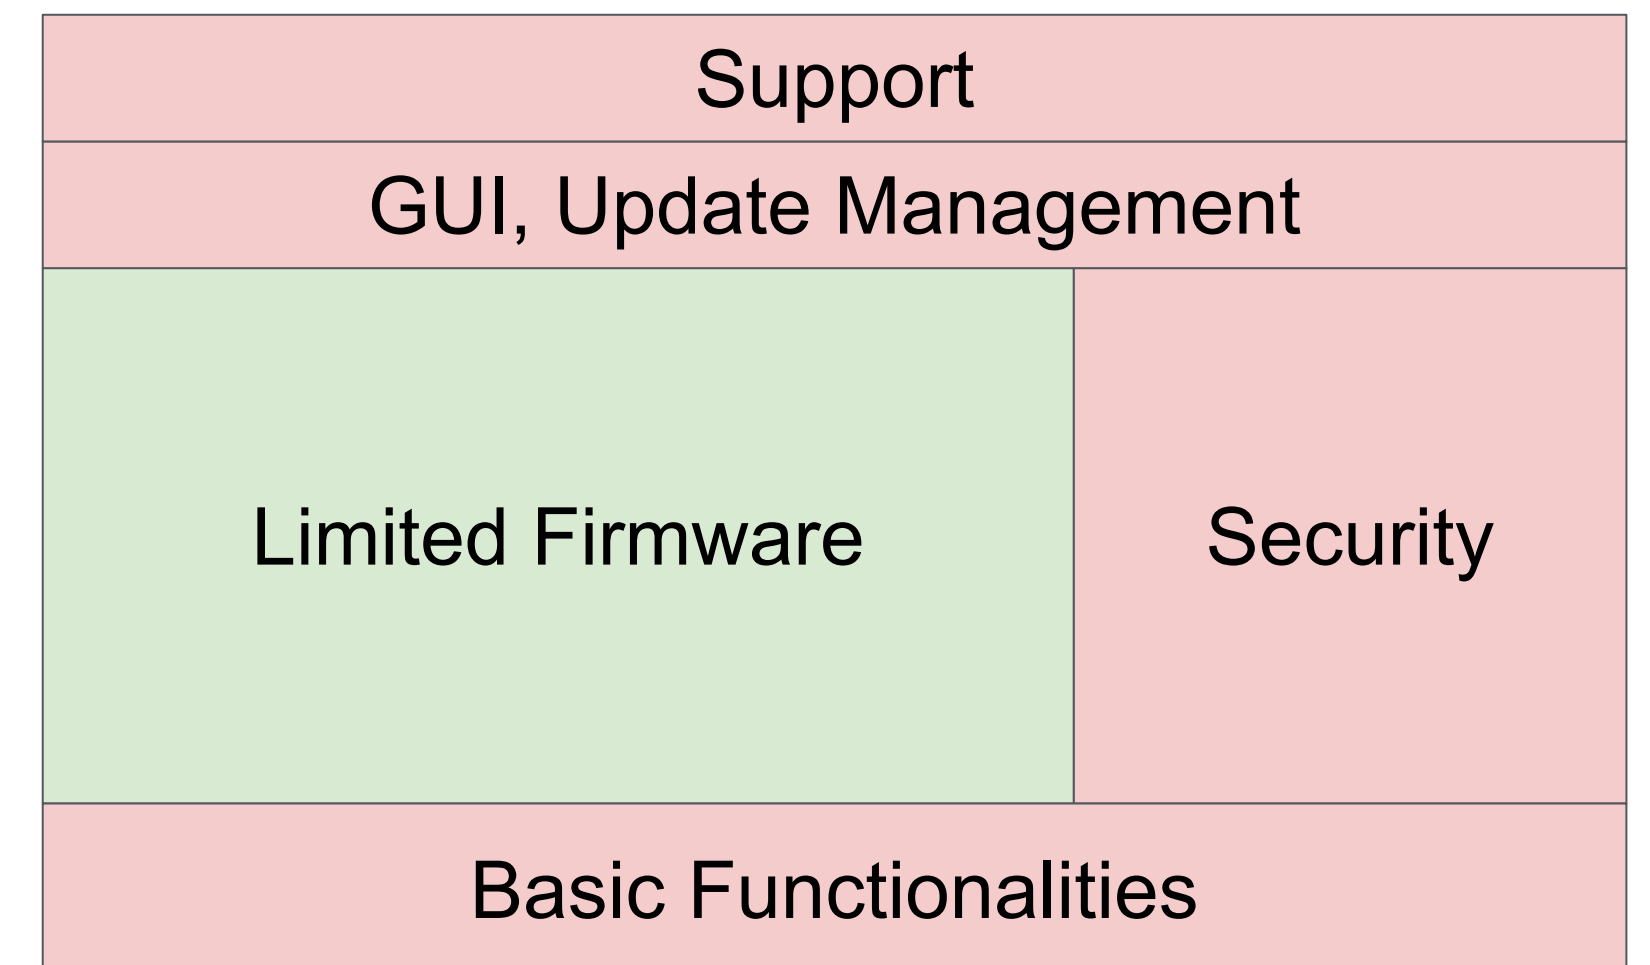 Support
GUI, Update Management
Limited Firmware
Security
Basic Functionalities